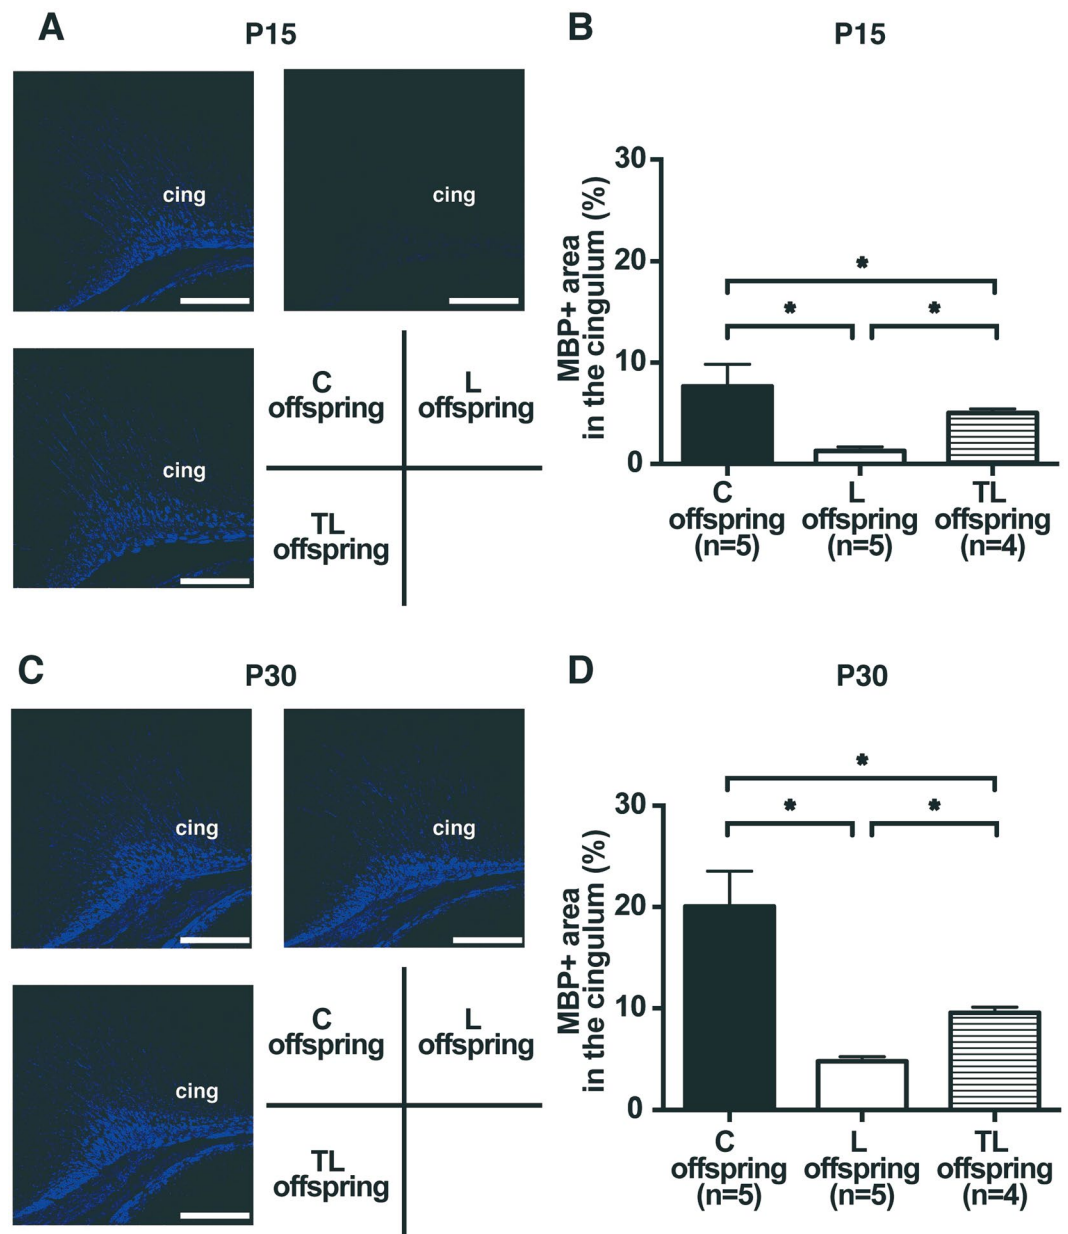 A
P15
cing
cing
cing
C
offspring
L
offspring
TL
offspring
B
P15
MBP+ area
in the cingulum (%)
30
20
10
0
*
*
*
C
offspring
(n=5)
L
offspring
(n=5)
TL
offspring
(n=4)
C
P30
cing
cing
cing
C
offspring
L
offspring
TL
offspring
D
P30
MBP+ area
in the cingulum (%)
30
20
10
0
*
*
*
C
offspring
(n=5)
L
offspring
(n=5)
TL
offspring
(n=4)